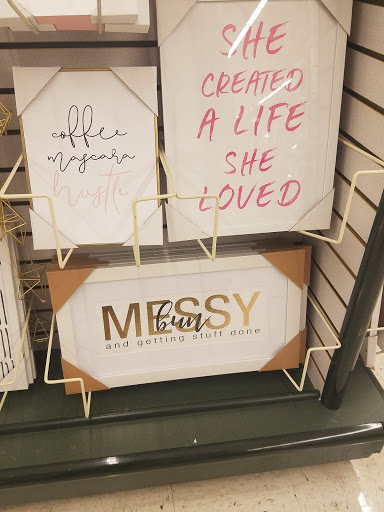 coffee
mascara
hustle
SHE
CREATED
A LIFE
SHE
LOVED
MESSY
bun
and getting stuff done